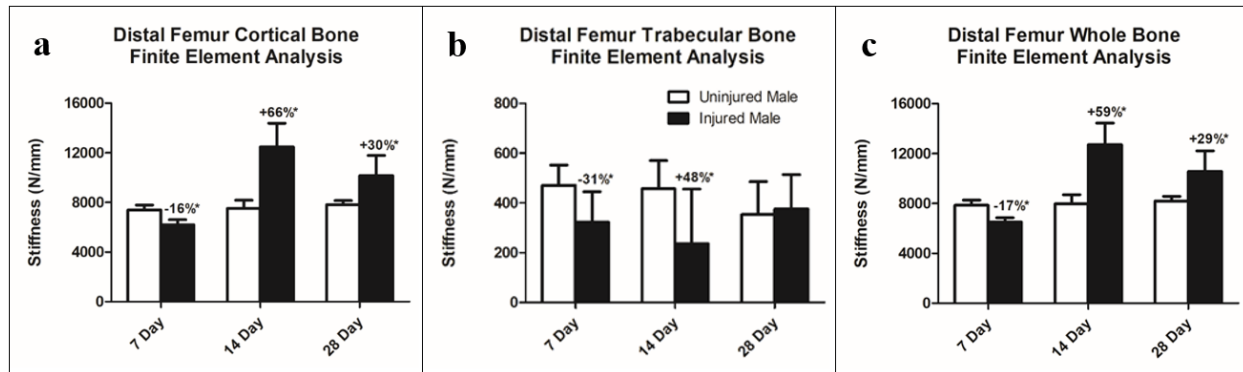 a
Distal Femur Cortical Bone
Finite Element Analysis
Stiffness (N/mm)
16000
12000
8000
4000
0
-16%*
+66%*
+30%*
7 Day
14 Day
28 Day
b
Distal Femur Trabecular Bone
Finite Element Analysis
Uninjured Male
Injured Male
Stiffness (N/mm)
800
600
400
200
0
-31%*
+48%*
7 Day
14 Day
28 Day
c
Distal Femur Whole Bone
Finite Element Analysis
Stiffness (N/mm)
16000
12000
8000
4000
0
-17%*
+59%*
+29%*
7 Day
14 Day
28 Day